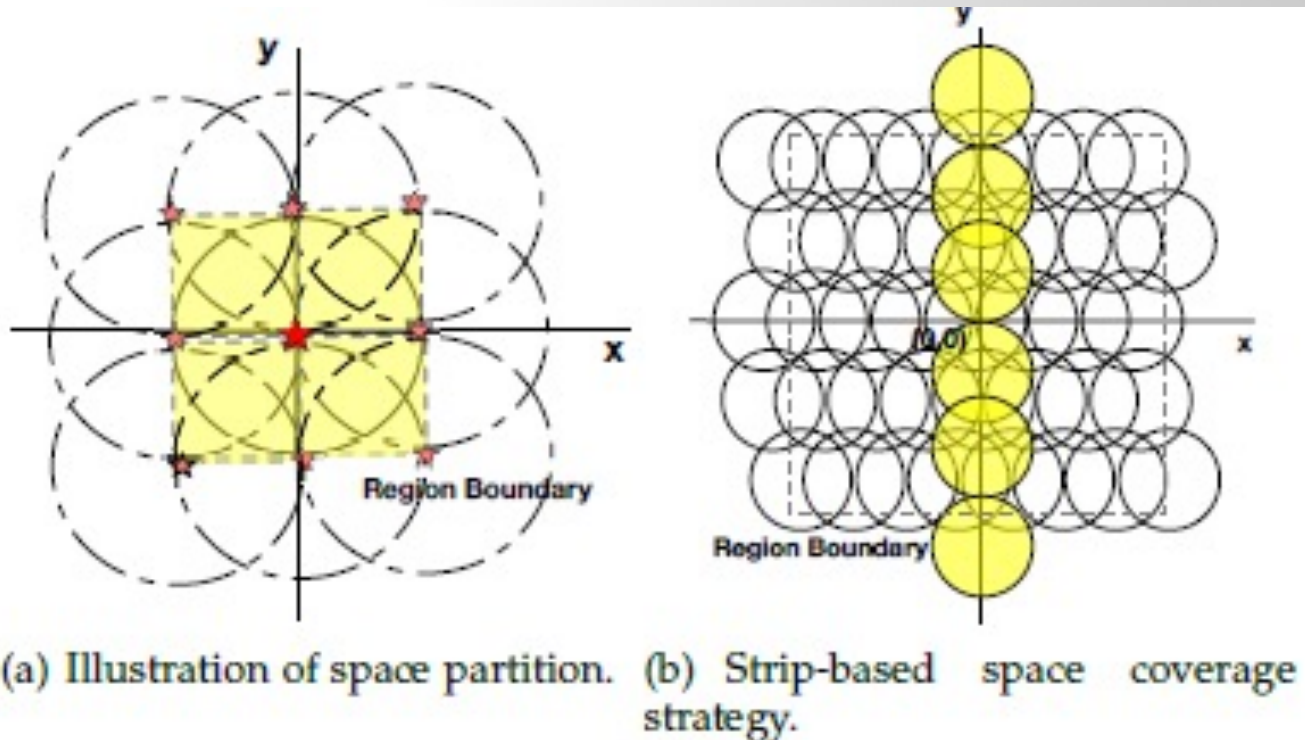 y
x
Region Boundary
(a) Illustration of space partition.
y
(0,0)
x
Region Boundary
(b) Strip-based space coverage
strategy.